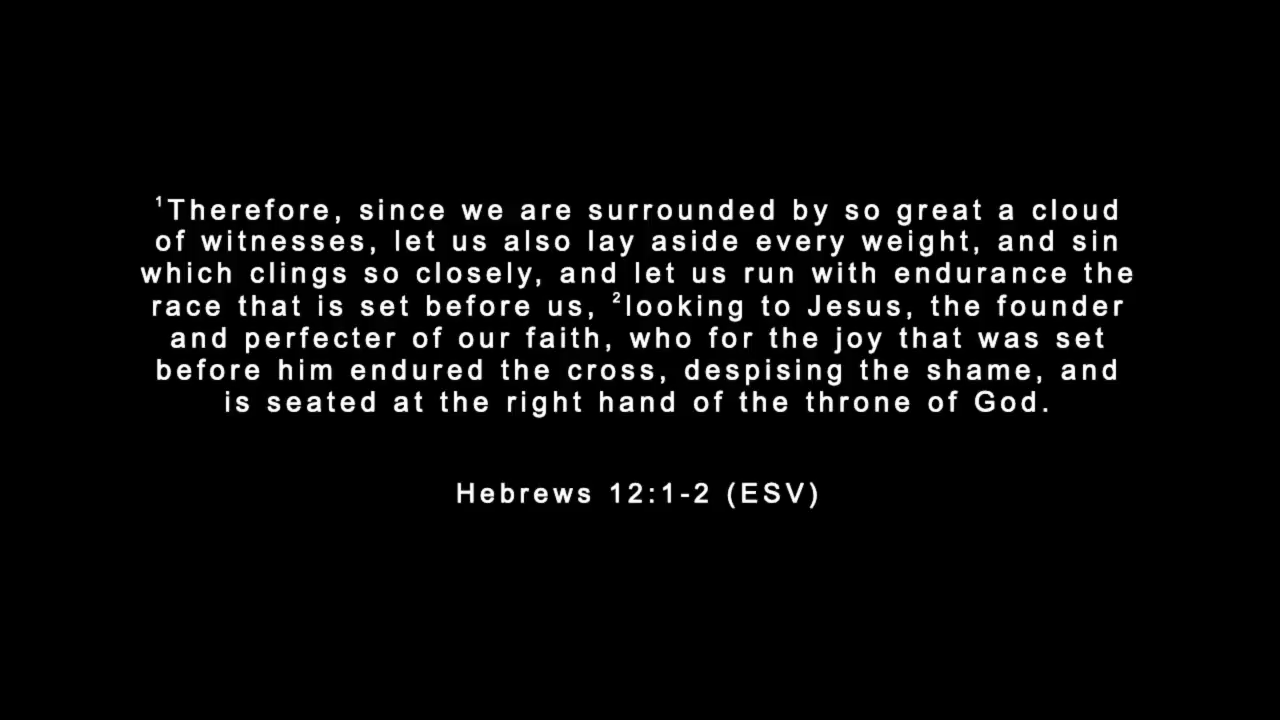 ¹Therefore, since we are surrounded by so great a cloud
of witnesses, let us also lay aside every weight, and sin
which clings so closely, and let us run with endurance the
race that is set before us, ²looking to Jesus, the founder
and perfecter of our faith, who for the joy that was set
before him endured the cross, despising the shame, and
is seated at the right hand of the throne of God.
Hebrews 12:1-2 (ESV)